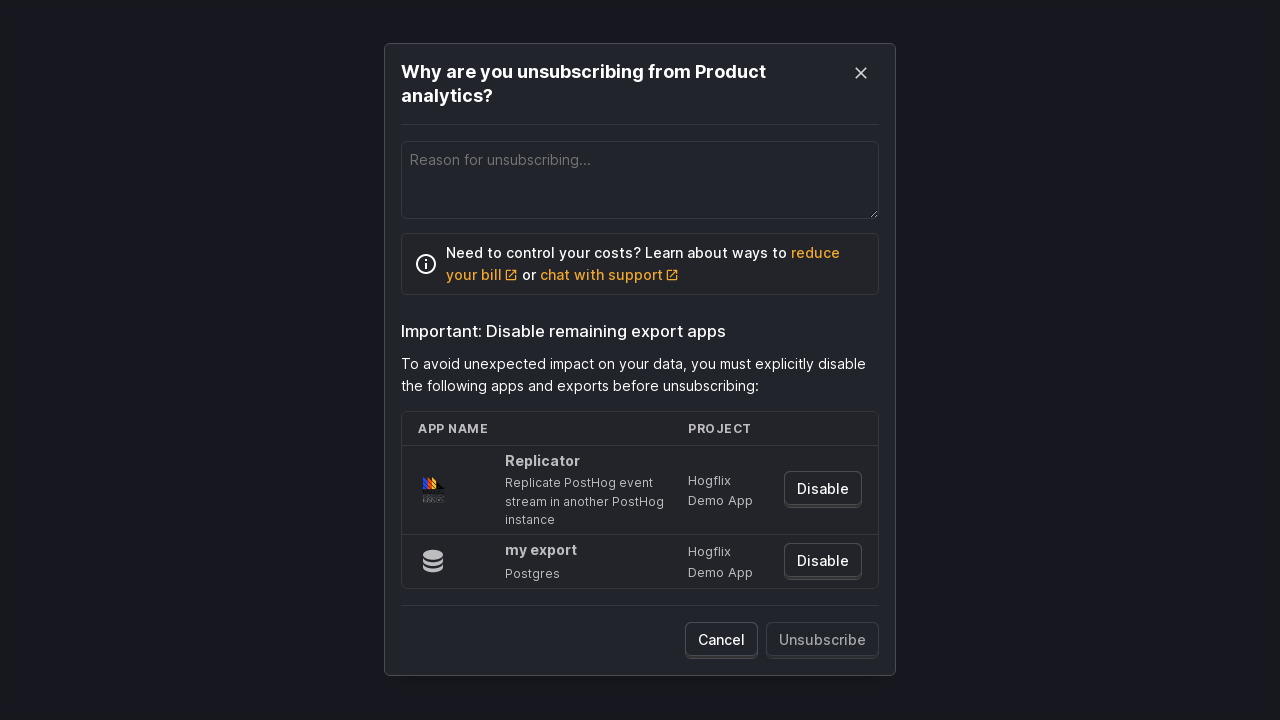 Why are you unsubscribing from Product
analytics?
Reason for unsubscribing...
Need to control your costs? Learn about ways to reduce
your bill or chat with support
Important: Disable remaining export apps
To avoid unexpected impact on your data, you must explicitly disable
the following apps and exports before unsubscribing:
APP NAME PROJECT
Replicator
Replicate PostHog event
stream in another PostHog
instance
Hogflix
Demo App
Disable
my export
Postgres
Hogflix
Demo App
Disable
Cancel Unsubscribe